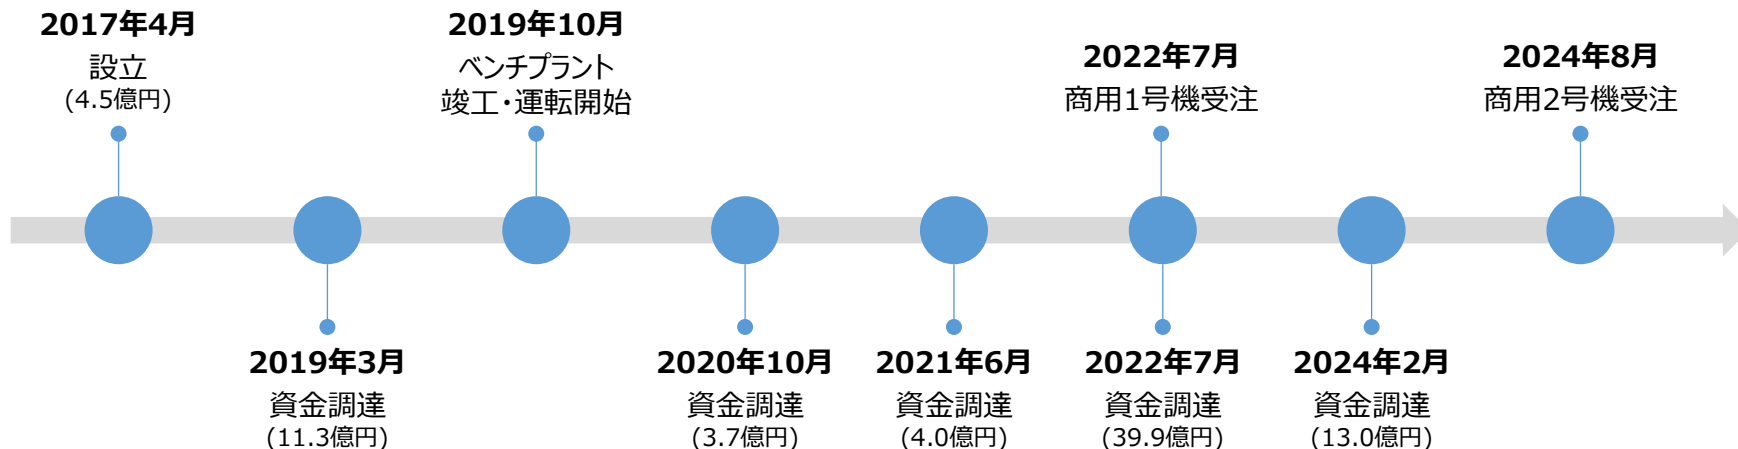 2017年4月
設立
(4.5億円)
2019年10月
ベンチプラント
竣工・運転開始
2022年7月
商用1号機受注
2024年8月
商用2号機受注
2019年3月
資金調達
(11.3億円)
2020年10月
資金調達
(3.7億円)
2021年6月
資金調達
(4.0億円)
2022年7月
資金調達
(39.9億円)
2024年2月
資金調達
(13.0億円)